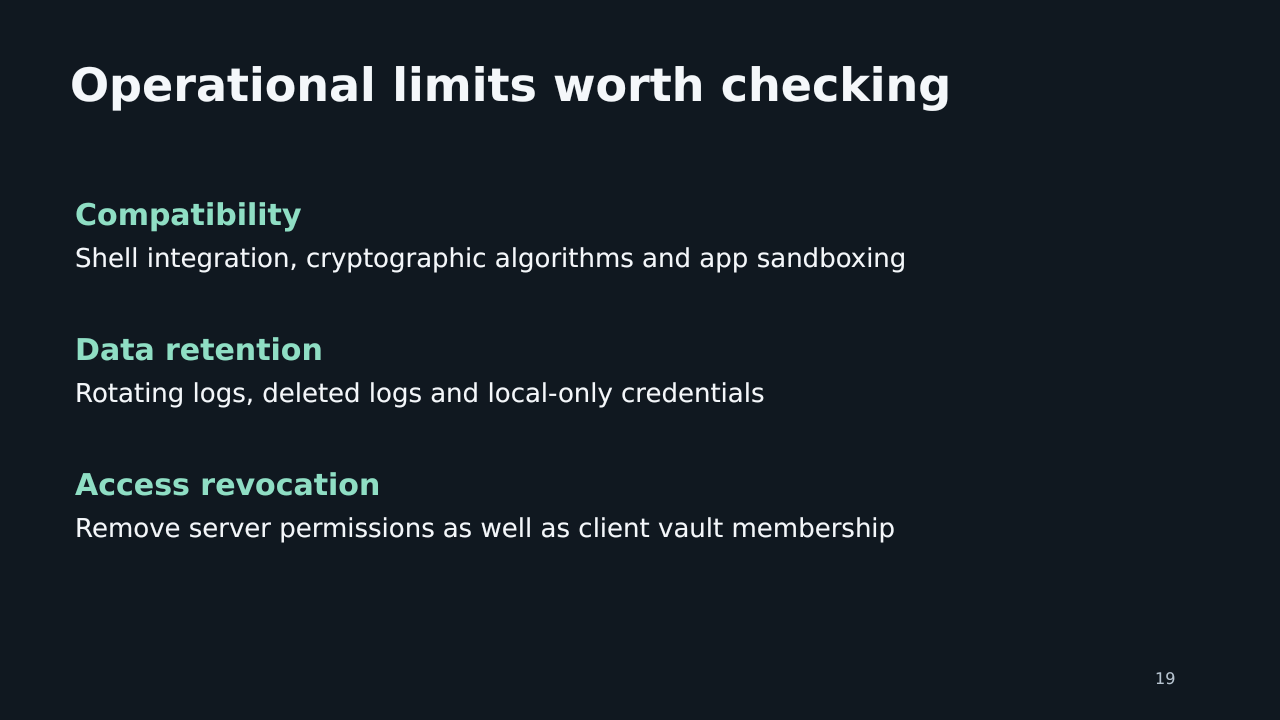 Operational limits worth checking
Compatibility
Shell integration, cryptographic algorithms and app sandboxing
Data retention
Rotating logs, deleted logs and local-only credentials
Access revocation
Remove server permissions as well as client vault membership
19